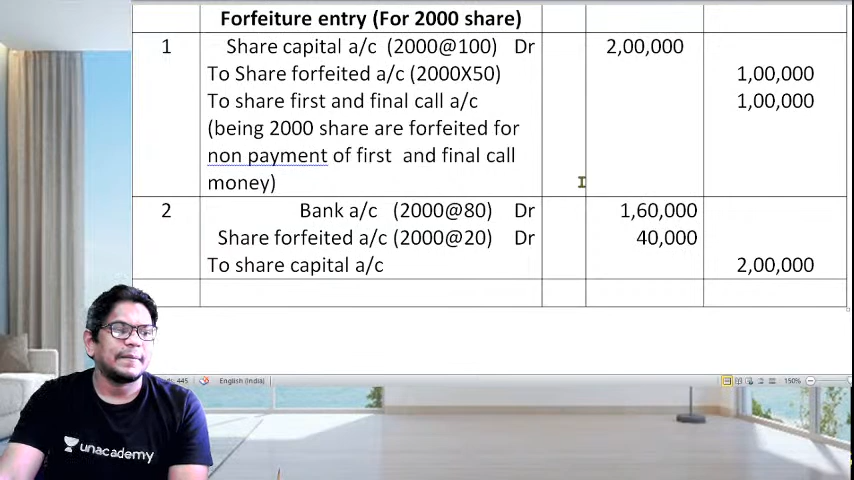 Forfeiture entry (For 2000 share)
1 Share capital a/c (2000@100) Dr 2,00,000
To Share forfeited a/c (2000X50) 1,00,000
To share first and final call a/c 1,00,000
(being 2000 share are forfeited for
non payment of first and final call
money)
2 Bank a/c (2000@80) Dr 1,60,000
Share forfeited a/c (2000@20) Dr 40,000
To share capital a/c 2,00,000
445 English (India) 150%
unacademy